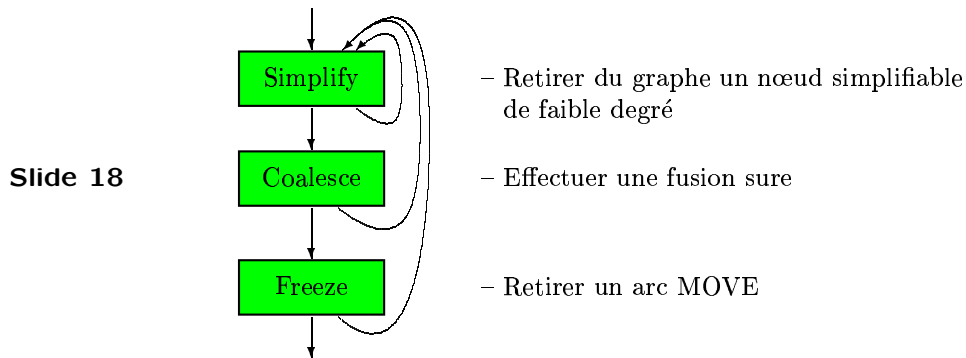 Simplify
– Retirer du graphe un nœud simplifiable
de faible degré
Slide 18
Coalesce
– Effectuer une fusion sure
Freeze
– Retirer un arc MOVE